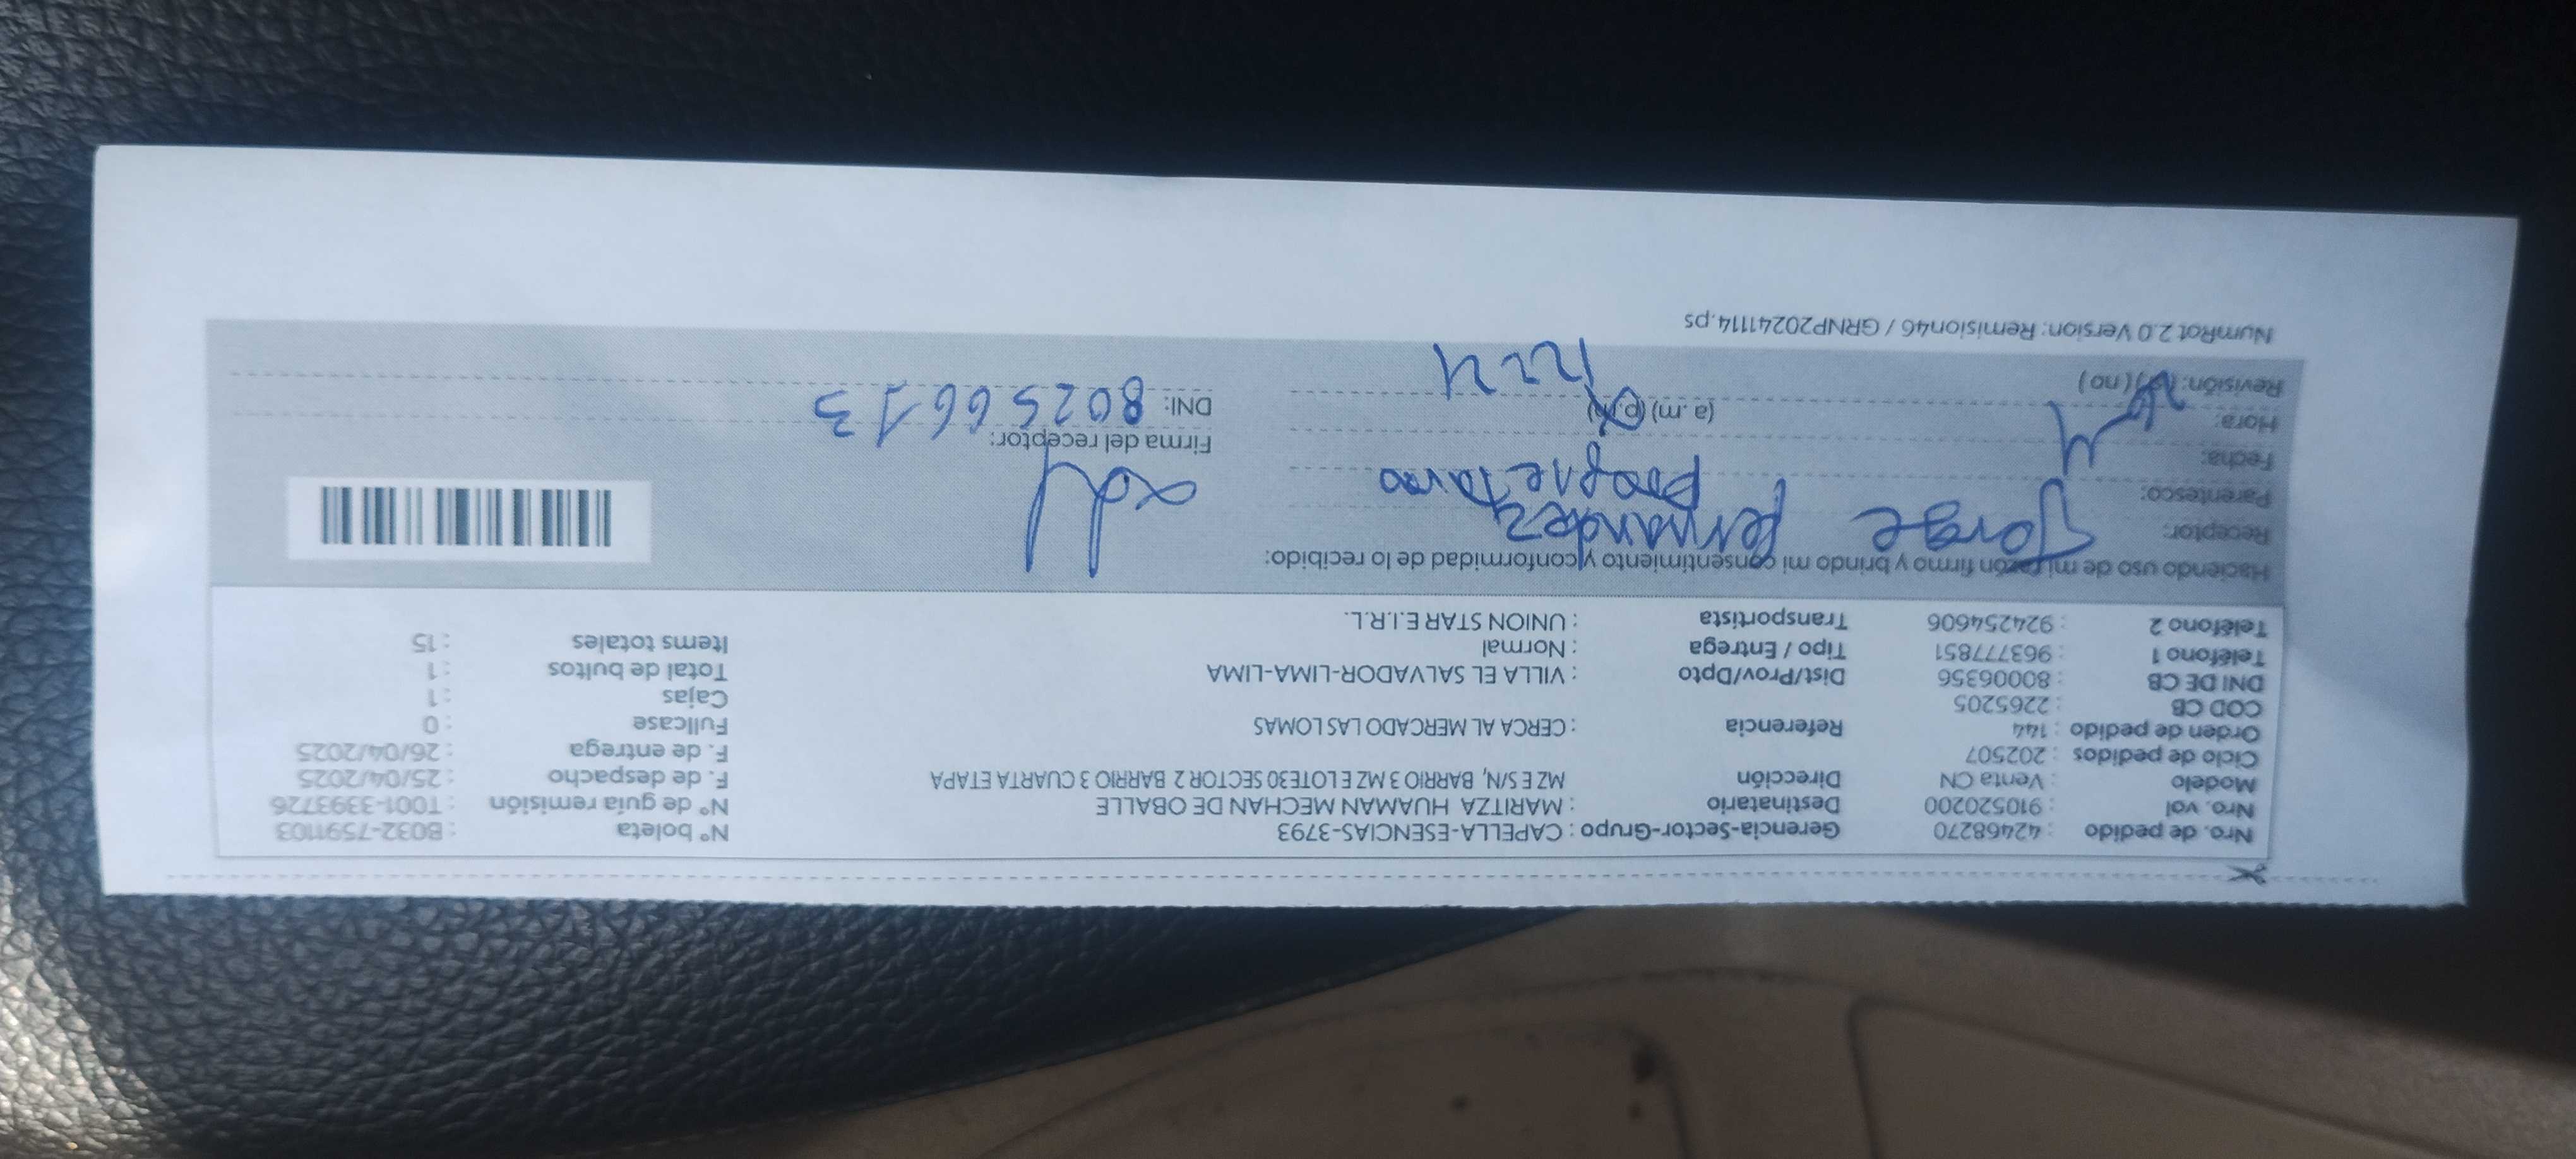 Nro. de pedido : 42468270 Gerencia-Sector-Grupo : CAPELLA-ESENCIAS-3793 N° boleta : B032-7591103
Nro. vol : 910520200 Destinatario : MARITZA HUAMAN MECHAN DE OBALLE N° de guía remisión : T001-3393726
Modelo : Venta CN Dirección MZ E S/N, BARRIO 3 MZ E LOTE30 SECTOR 2 BARRIO 3 CUARTA ETAPA F. de despacho : 25/04/2025
Ciclo de pedidos : 202507 F. de entrega : 26/04/2025
Orden de pedido : 144 Referencia : CERCA AL MERCADO LAS LOMAS Fullcase : 0
COD CB : 2265205 Cajas : 1
DNI DE CB : 80006356 Dist/Prov/Dpto : VILLA EL SALVADOR-LIMA-LIMA Total de bultos : 1
Teléfono 1 : 963777851 Tipo / Entrega : Normal Items totales : 15
Teléfono 2 : 924254606 Transportista : UNION STAR E.I.R.L.
Haciendo uso de mi razón firmo y brindo mi consentimiento y conformidad de lo recibido:
Receptor: Jorge fernandez
Parentesco: propietario
Fecha:
Firma del receptor:
Hora: (a.m) (p.m)
DNI: 80256613
Revisión: (si) (no)
NumRot 2.0 Version: Remision46 / GRNP20241114.ps